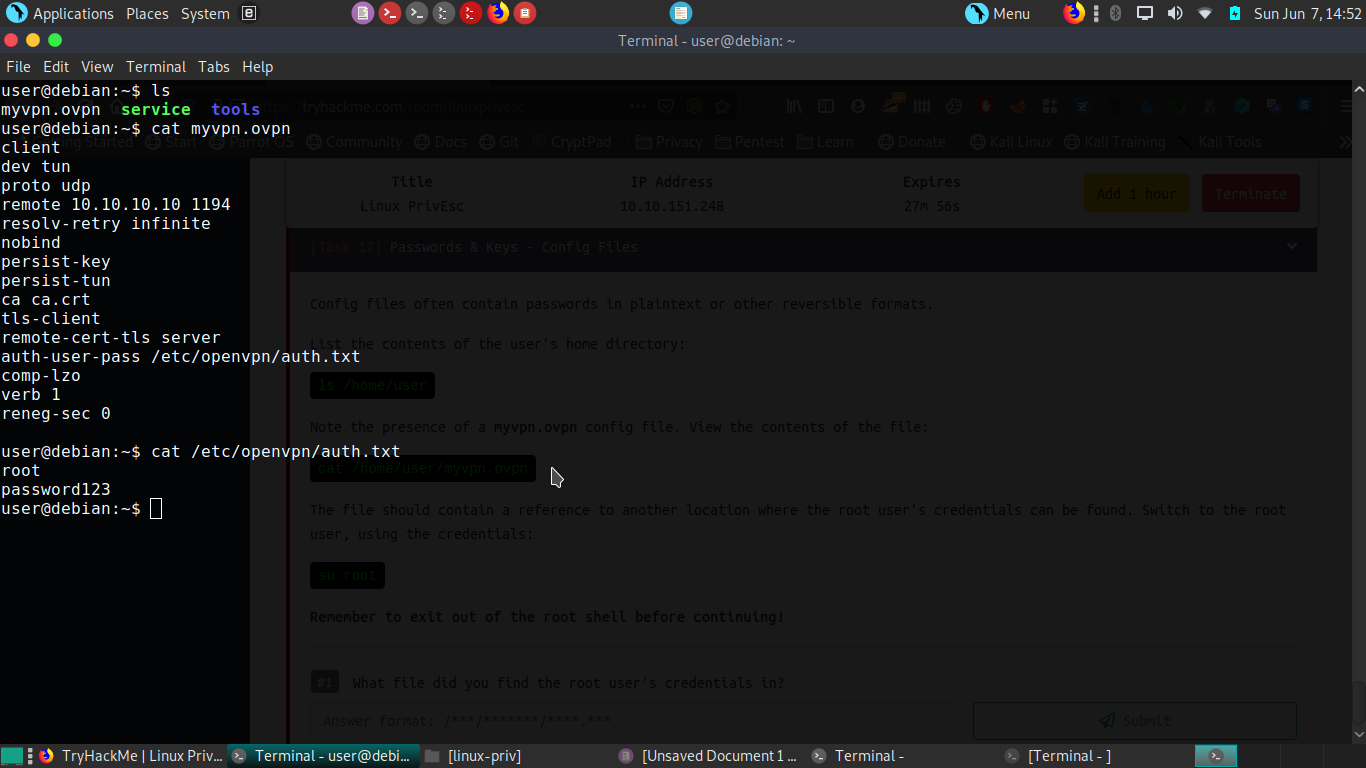 Applications Places System
Menu
Sun Jun 7, 14:52
Terminal - user@debian: ~
File Edit View Terminal Tabs Help
user@debian:~$ ls
myvpn.ovpn service tools
user@debian:~$ cat myvpn.ovpn
client
dev tun
proto udp
remote 10.10.10.10 1194
resolv-retry infinite
nobind
persist-key
persist-tun
ca ca.crt
tls-client
remote-cert-tls server
auth-user-pass /etc/openvpn/auth.txt
comp-lzo
verb 1
reneg-sec 0
user@debian:~$ cat /etc/openvpn/auth.txt
root
password123
user@debian:~$
tryhackme.com/room/linuxprivesc
Started Start Parrot OS Community Docs Git CryptPad Privacy Pentest Learn Donate Kali Linux Kali Training Kali Tools
Title IP Address Expires
Linux PrivEsc 10.10.151.248 27m 56s
Add 1 hour Terminate
[Task 17] Passwords & Keys - Config Files
Config files often contain passwords in plaintext or other reversible formats.
List the contents of the user's home directory:
ls /home/user
Note the presence of a myvpn.ovpn config file. View the contents of the file:
cat /home/user/myvpn.ovpn
The file should contain a reference to another location where the root user's credentials can be found. Switch to the root
user, using the credentials:
su root
Remember to exit out of the root shell before continuing!
#1 What file did you find the root user's credentials in?
Answer format: /***/*******/****.***
Submit
TryHackMe | Linux Priv... Terminal - user@debi... [linux-priv] [Unsaved Document 1 ... Terminal - [Terminal - ]